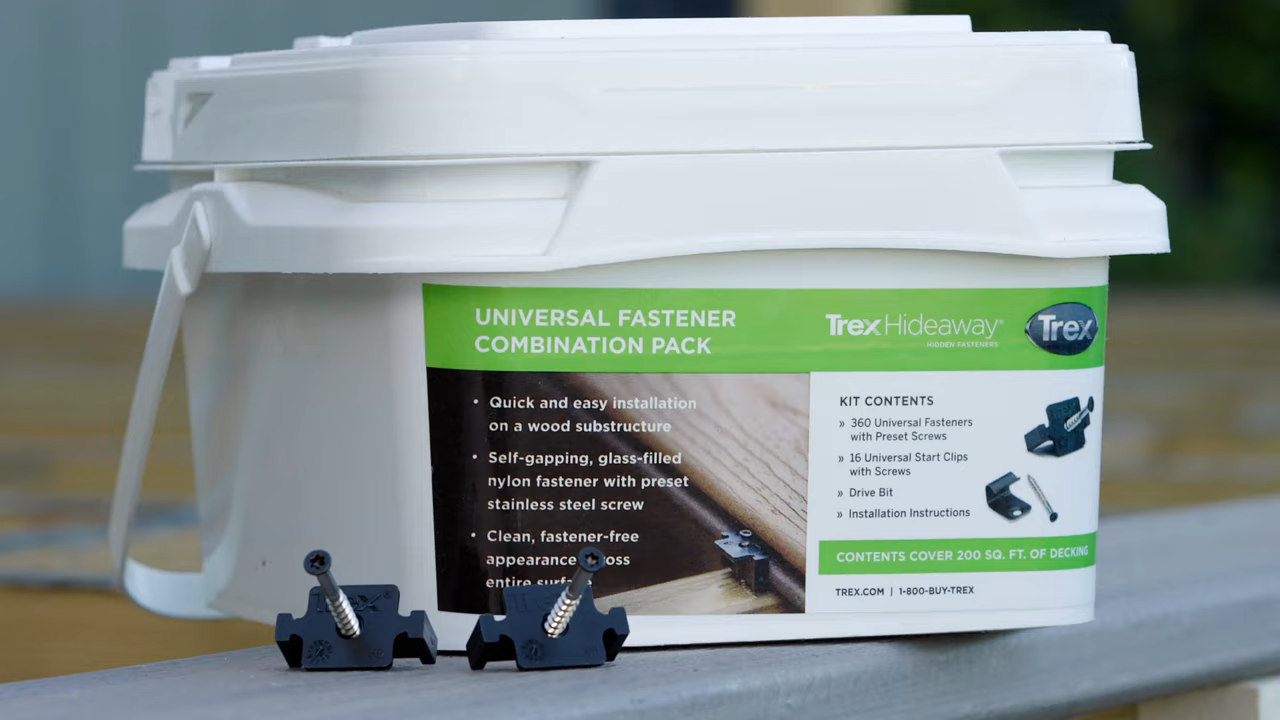 UNIVERSAL FASTENER
COMBINATION PACK
Trex Hideaway®
HIDDEN FASTENERS
Trex
• Quick and easy installation
on a wood substructure
• Self-gapping, glass-filled
nylon fastener with preset
stainless steel screw
• Clean, fastener-free
appearance
entire
KIT CONTENTS
» 360 Universal Fasteners
with Preset Screws
» 16 Universal Start Clips
with Screws
» Drive Bit
» Installation Instructions
CONTENTS COVER 200 SQ. FT. OF DECKING
TREX.COM | 1-800-BUY-TREX